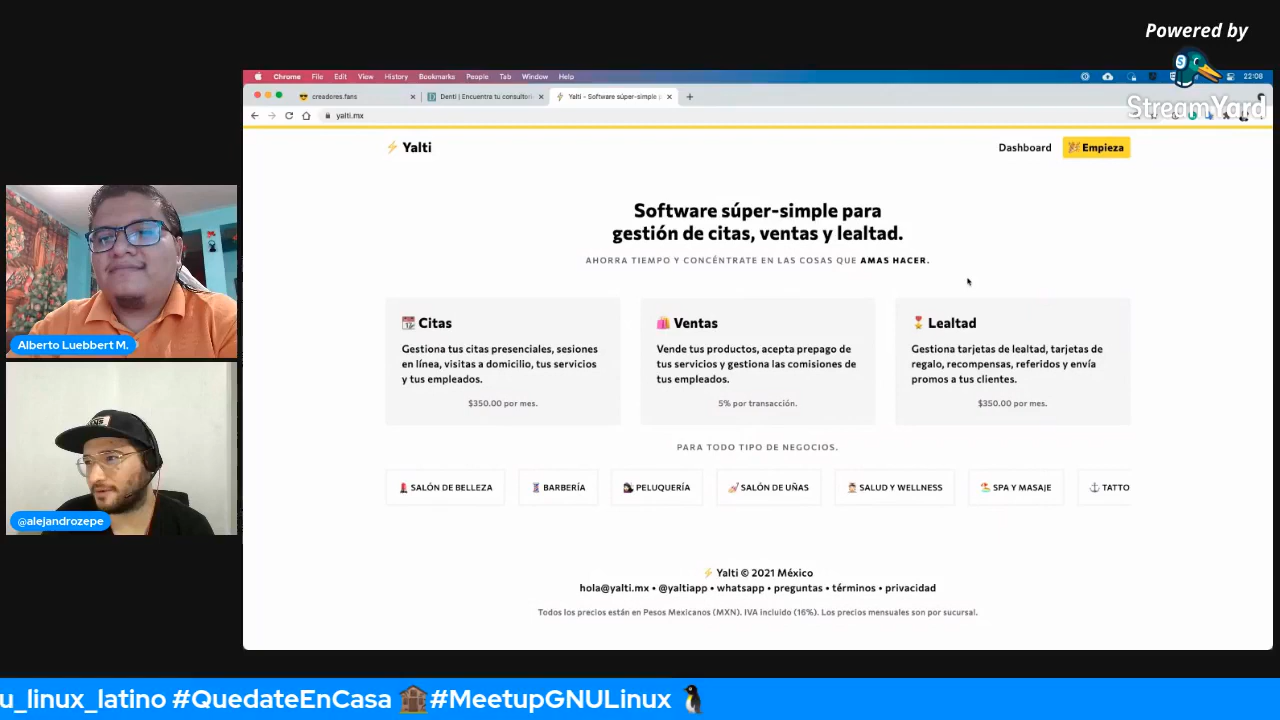 Powered by
StreamYard
Chrome File Edit View History Bookmarks People Tab Window Help
22:08
creadores.fans
Denti | Encuentra tu consultori
Yalti - Software súper-simple p
yalti.mx
Yalti
Dashboard
Empieza
Software súper-simple para
gestión de citas, ventas y lealtad.
AHORRA TIEMPO Y CONCÉNTRATE EN LAS COSAS QUE AMAS HACER.
Citas
Gestiona tus citas presenciales, sesiones
en línea, visitas a domicilio, tus servicios
y tus empleados.
$350.00 por mes.
Ventas
Vende tus productos, acepta prepago de
tus servicios y gestiona las comisiones de
tus empleados.
5% por transacción.
Lealtad
Gestiona tarjetas de lealtad, tarjetas de
regalo, recompensas, referidos y envía
promos a tus clientes.
$350.00 por mes.
PARA TODO TIPO DE NEGOCIOS.
SALÓN DE BELLEZA
BARBERÍA
PELUQUERÍA
SALÓN DE UÑAS
SALUD Y WELLNESS
SPA Y MASAJE
TATTO
Yalti © 2021 México
hola@yalti.mx • @yaltiapp • whatsapp • preguntas • términos • privacidad
Todos los precios están en Pesos Mexicanos (MXN). IVA incluido (16%). Los precios mensuales son por sucursal.
Alberto Luebbert M.
@alejandrozepe
u_linux_latino #QuedateEnCasa #MeetupGNULinux